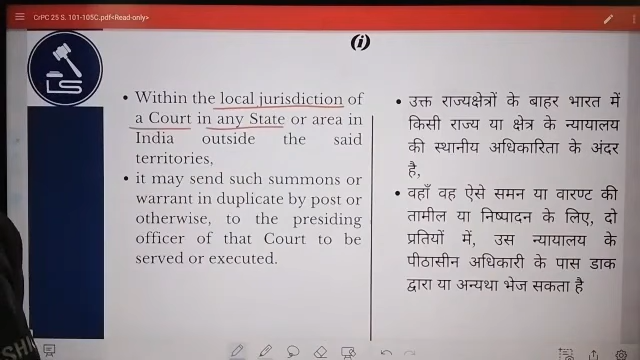 CrPC 25 S. 101-105C.pdf<Read-only>
(i)
LS
• Within the local jurisdiction of
a Court in any State or area in
India outside the said
territories,
• it may send such summons or
warrant in duplicate by post or
otherwise, to the presiding
officer of that Court to be
served or executed.
• उक्त राज्यक्षेत्रों के बाहर भारत में
किसी राज्य या क्षेत्र के न्यायालय
की स्थानीय अधिकारिता के अंदर
है,
• वहाँ वह ऐसे समन या वारण्ट की
तामील या निष्पादन के लिए, दो
प्रतियों में, उस न्यायालय के
पीठासीन अधिकारी के पास डाक
द्वारा या अन्यथा भेज सकता है